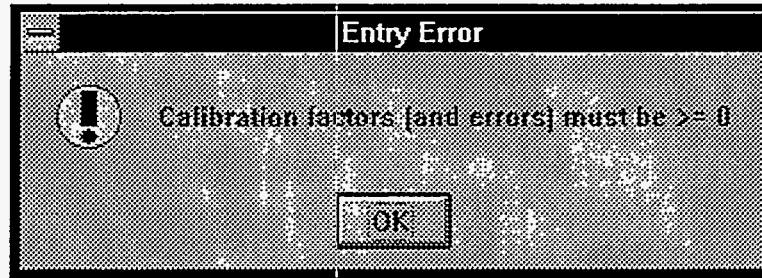 Entry Error
Calibration factors (and errors) must be >= 0
OK